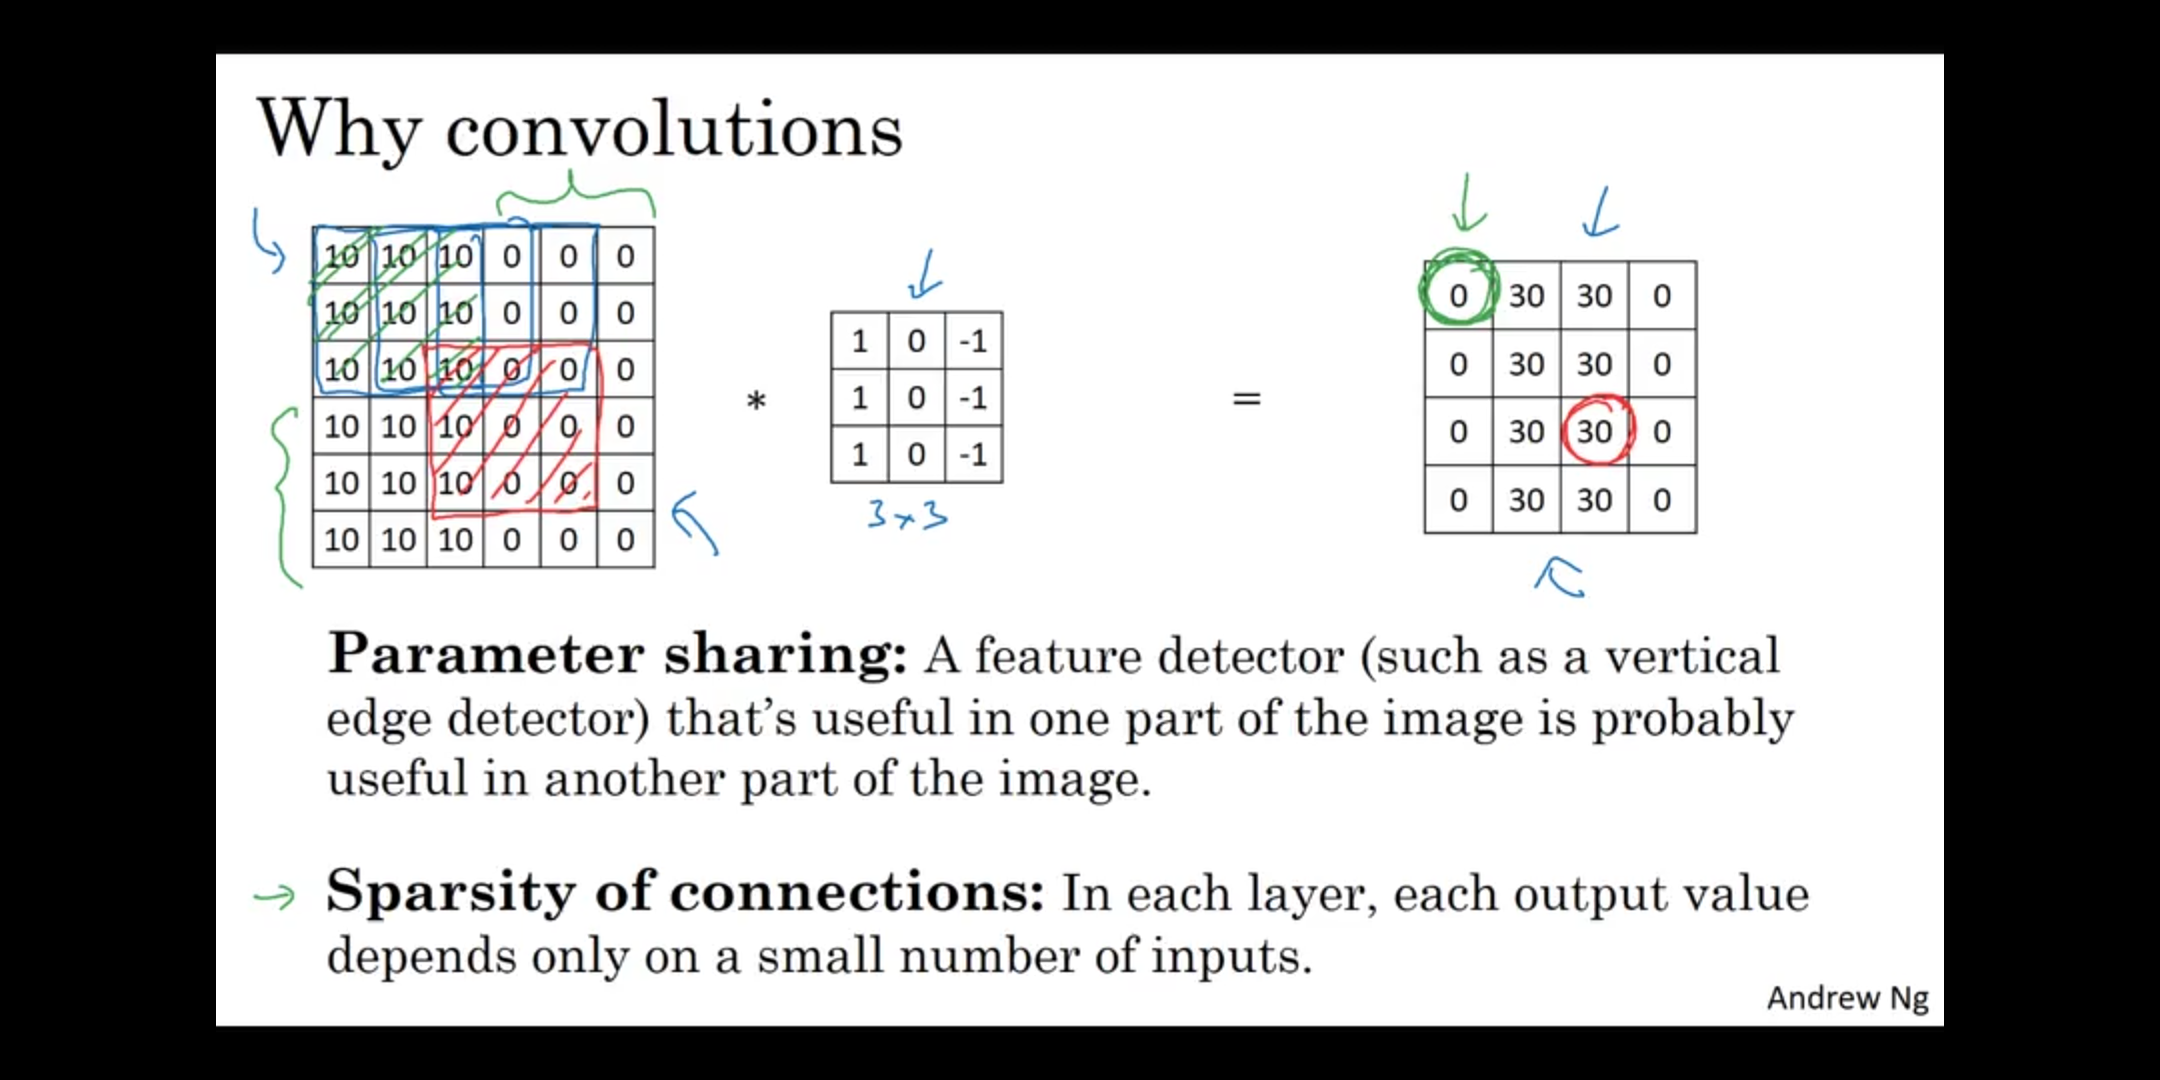 Why convolutions
10 10 10 0 0 0
10 10 10 0 0 0
10 10 10 0 0 0
10 10 10 0 0 0
10 10 10 0 0 0
10 10 10 0 0 0
*
1 0 -1
1 0 -1
1 0 -1
3×3
=
0 30 30 0
0 30 30 0
0 30 30 0
0 30 30 0
Parameter sharing: A feature detector (such as a vertical
edge detector) that’s useful in one part of the image is probably
useful in another part of the image.
→ Sparsity of connections: In each layer, each output value
depends only on a small number of inputs.
Andrew Ng